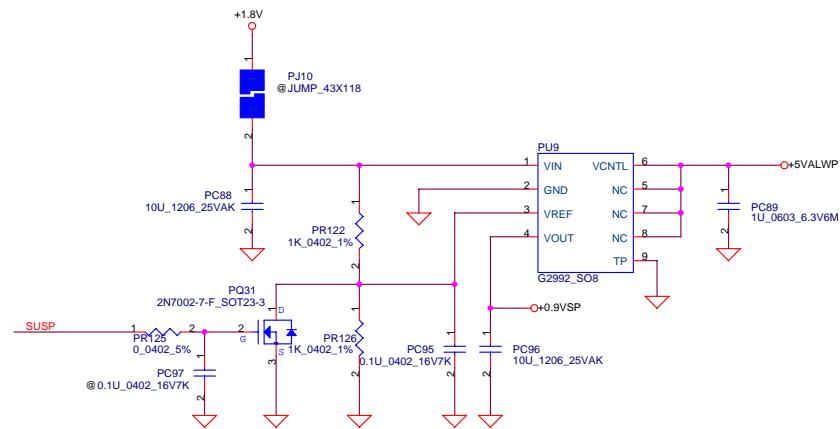 +1.8V
1
PJ10
@JUMP_43X118
2
PU9
1 VIN VCNTL 6 +5VALWP
2 GND NC 5
3 VREF NC 7
4 VOUT NC 8
TP 9
G2992_SO8
1
PC88
10U_1206_25VAK
2
1
PC89
1U_0603_6.3V6M
2
1
PR122
1K_0402_1%
2
+0.9VSP
PQ31
2N7002-7-F_SOT23-3
SUSP
1 2
PR125
0_0402_5%
2 G
1 D
S
3
1
PR126
1K_0402_1%
2
1
PC95
0.1U_0402_16V7K
2
1
PC96
10U_1206_25VAK
2
1
PC97
@0.1U_0402_16V7K
2